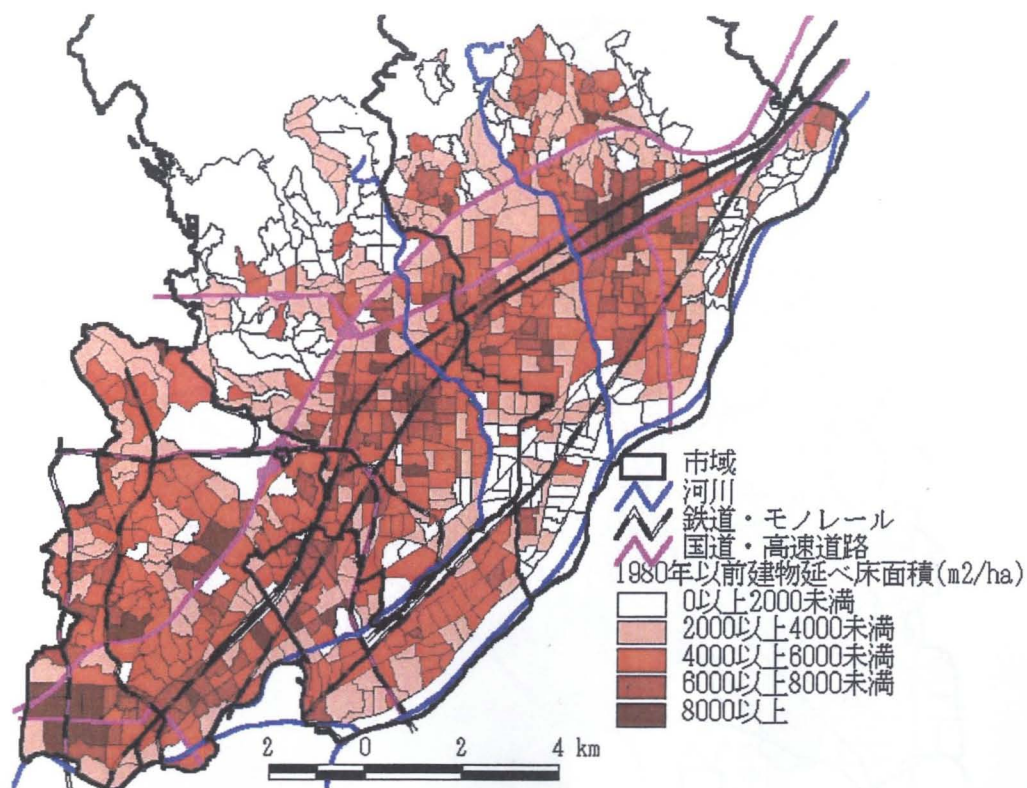 市域
河川
鉄道・モノレール
国道・高速道路
1980年以前建物延べ床面積(m2/ha)
0以上2000未満
2000以上4000未満
4000以上6000未満
6000以上8000未満
8000以上
2 0 2 4 km